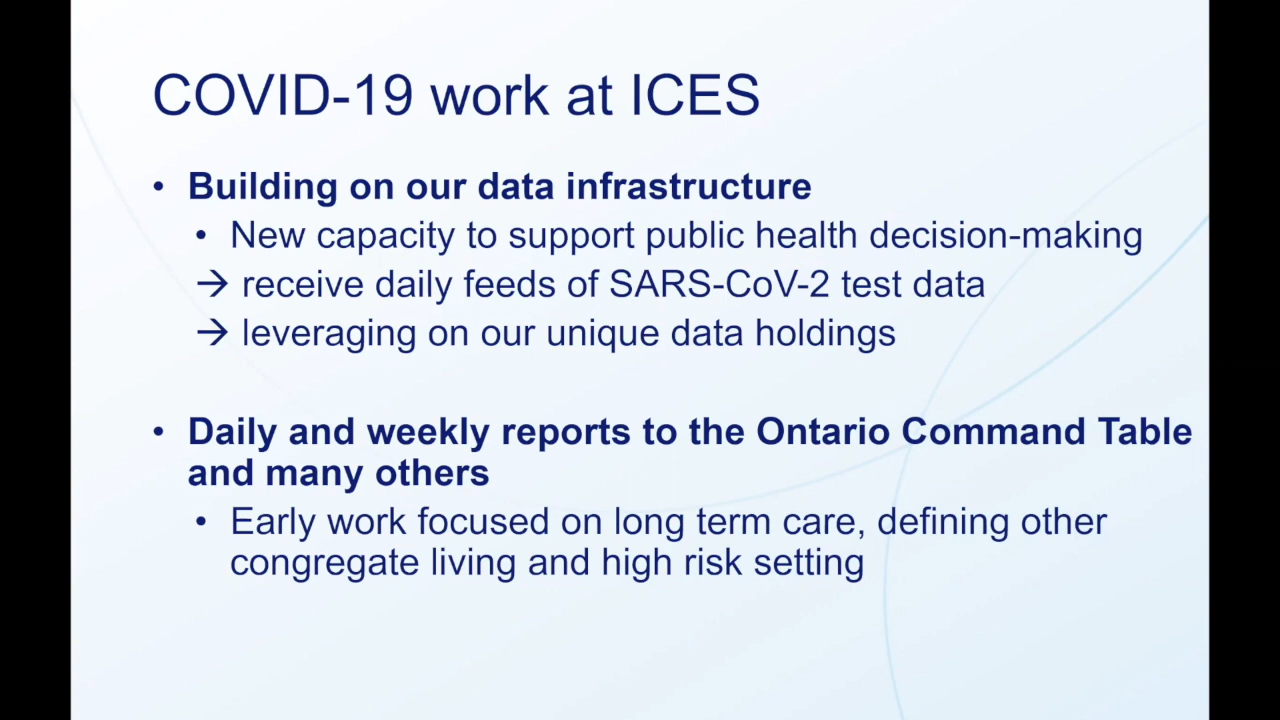 COVID-19 work at ICES
• Building on our data infrastructure
• New capacity to support public health decision-making
→ receive daily feeds of SARS-CoV-2 test data
→ leveraging on our unique data holdings
• Daily and weekly reports to the Ontario Command Table
and many others
• Early work focused on long term care, defining other
congregate living and high risk setting